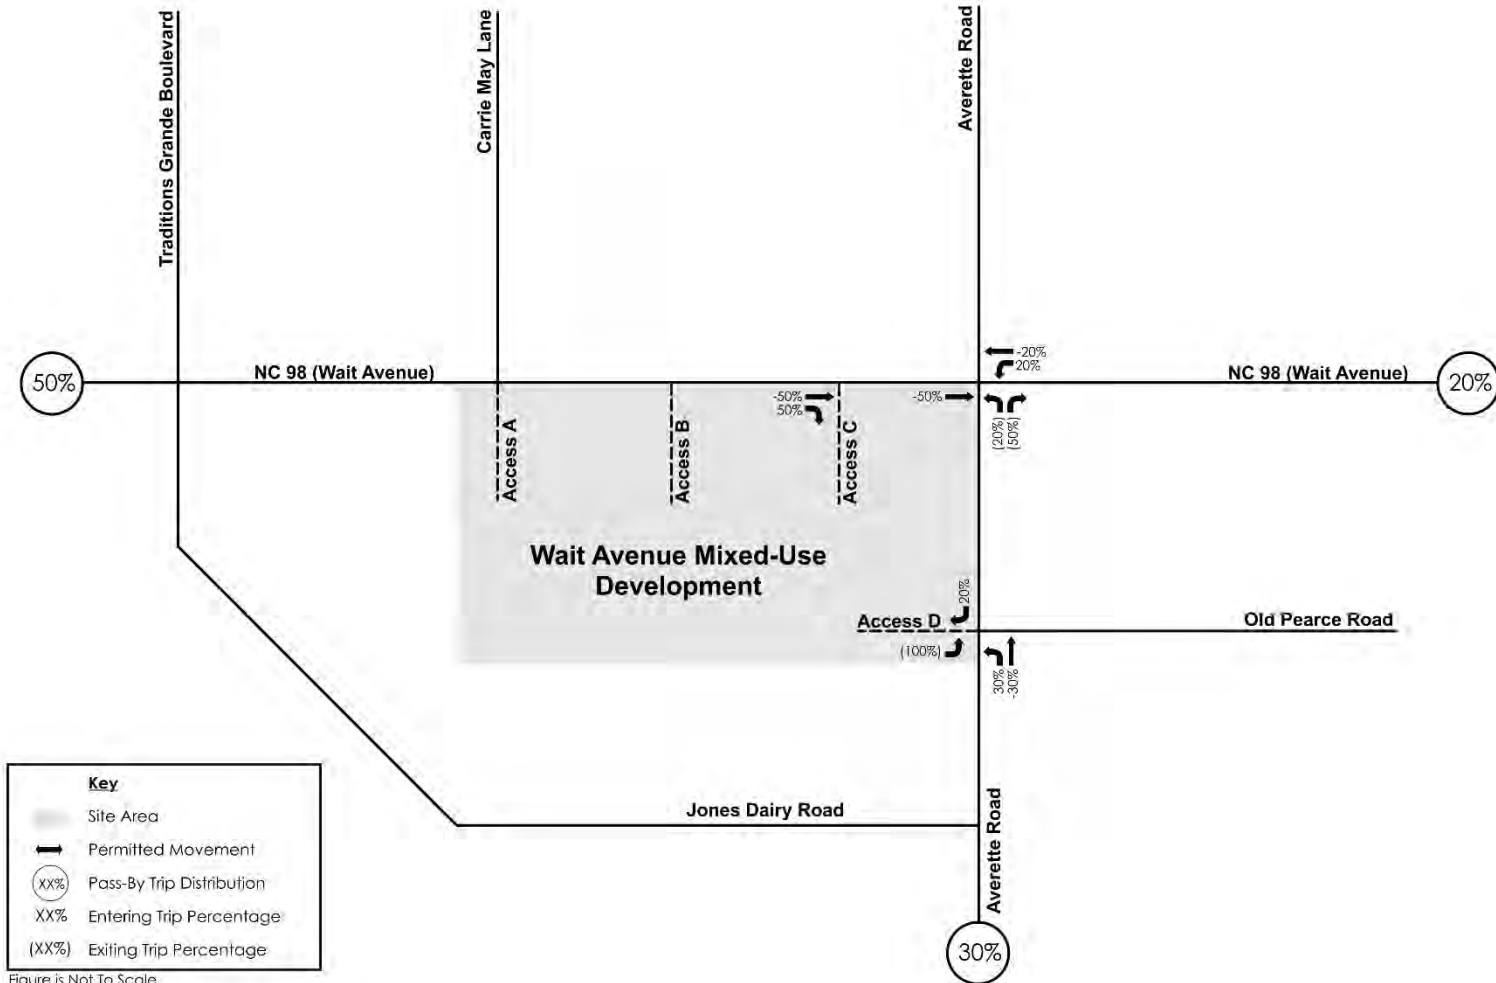 Traditions Grande Boulevard
Carrie May Lane
Averette Road
50%
NC 98 (Wait Avenue)
-20%
20%
NC 98 (Wait Avenue)
20%
-50%
50%
-50%
(20%)
(50%)
Access A
Access B
Access C
Wait Avenue Mixed-Use
Development
20%
Access D
Old Pearce Road
(100%)
30%
-30%
Jones Dairy Road
Averette Road
30%
Key
Site Area
Permitted Movement
XX%
Pass-By Trip Distribution
XX%
Entering Trip Percentage
(XX%)
Exiting Trip Percentage
Figure is Not To Scale